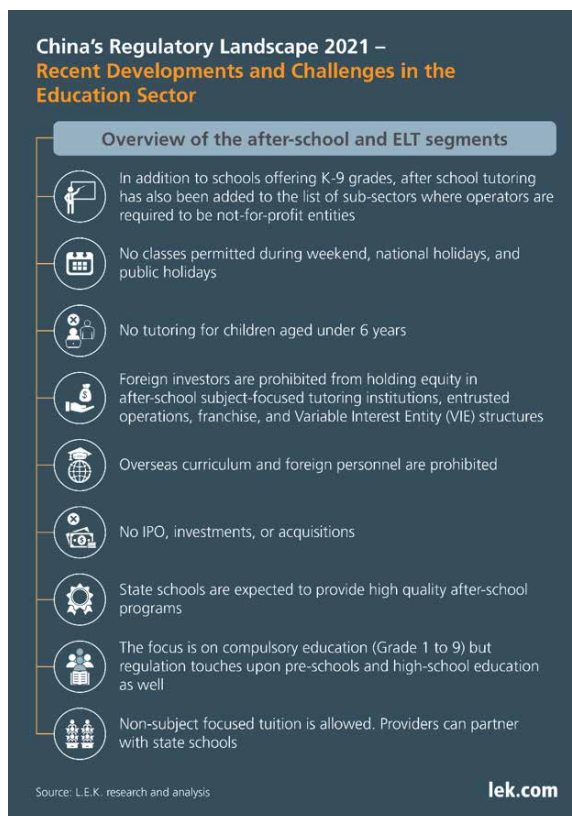 China's Regulatory Landscape 2021 –
Recent Developments and Challenges in the
Education Sector
Overview of the after-school and ELT segments
In addition to schools offering K-9 grades, after school tutoring
has also been added to the list of sub-sectors where operators are
required to be not-for-profit entities
No classes permitted during weekend, national holidays, and
public holidays
No tutoring for children aged under 6 years
Foreign investors are prohibited from holding equity in
after-school subject-focused tutoring institutions, entrusted
operations, franchise, and Variable Interest Entity (VIE) structures
Overseas curriculum and foreign personnel are prohibited
No IPO, investments, or acquisitions
State schools are expected to provide high quality after-school
programs
The focus is on compulsory education (Grade 1 to 9) but
regulation touches upon pre-schools and high-school education
as well
Non-subject focused tuition is allowed. Providers can partner
with state schools
Source: L.E.K. research and analysis
lek.com